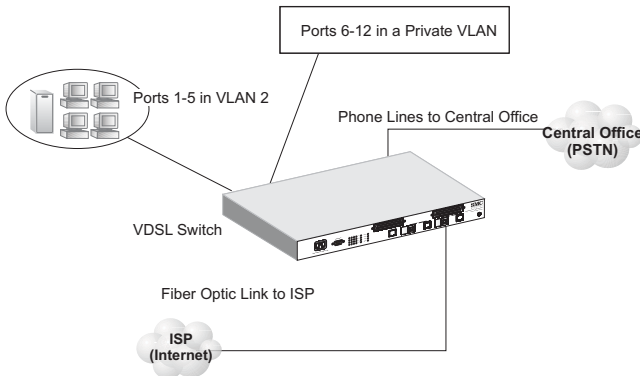 Ports 6-12 in a Private VLAN
Ports 1-5 in VLAN 2
Phone Lines to Central Office
Central Office
(PSTN)
VDSL Switch
SMC
Fiber Optic Link to ISP
ISP
(Internet)